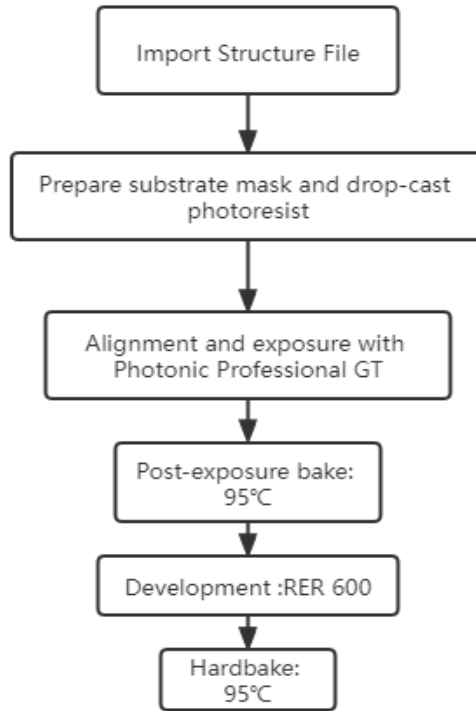 Import Structure File
Prepare substrate mask and drop-cast
photoresist
Alignment and exposure with
Photonic Professional GT
Post-exposure bake:
95℃
Development :RER 600
Hardbake:
95℃